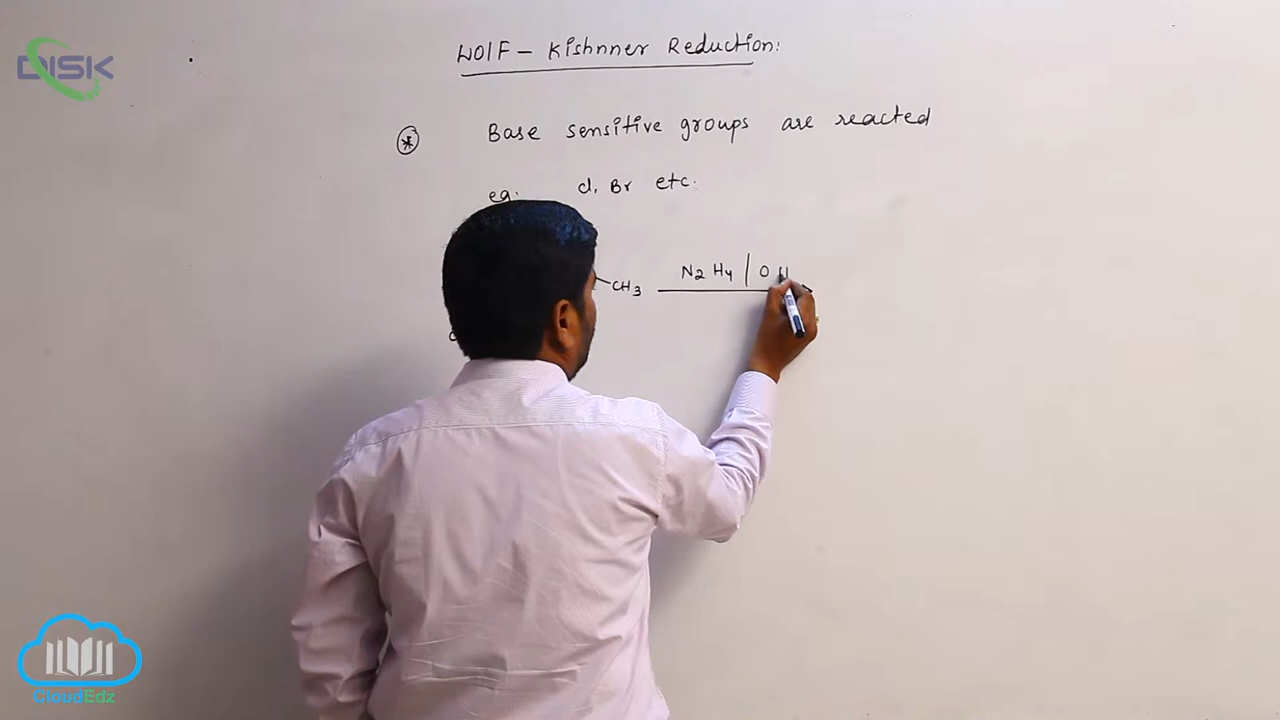 DISK
WOlF - Kishnner Reduction:
* Base sensitive groups are reacted
eg: cl, Br etc.
CH3 N2H4 | OH
CloudEdz